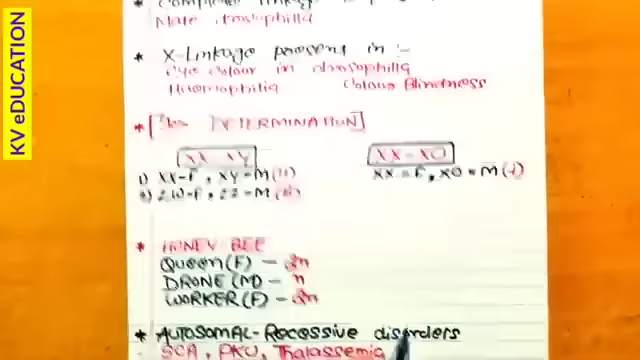 * Complete linkage
Male drosophilla
* X-Linkage present in :-
Eye colour in drosophilla
Haemophilia Colour Blindness
* [Sex DETERMINATION]
XX-XY XX-XO
1) XX-F, XY=M XX=F, XO=M
2) ZW-F, ZZ=M
* HONEY BEE
Queen(F) - 2n
DRONE (M) - n
WORKER(F) - 2n
* AUTOSOMAL-Recessive disorders
- SCA, PKU, Thalassemia
KV eDUCATION